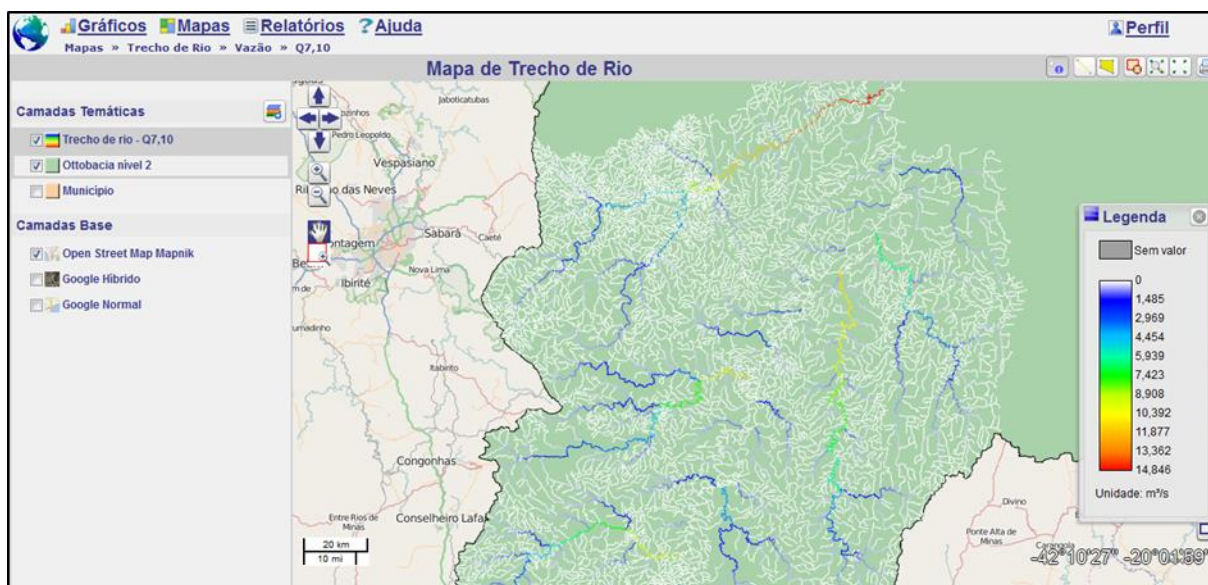 Gráficos Mapas Relatórios Ajuda Perfil
Mapas » Trecho de Rio » Vazão » Q7,10
Mapa de Trecho de Rio
Camadas Temáticas
Trecho de rio - Q7,10
Ottobacia nível 2
Município
Camadas Base
Open Street Map Mapnik
Google Híbrido
Google Normal
Jaboticatubas
Pedro Leopoldo
Vespasiano
das Neves
Sabará
Caeté
Nova Lima
Ibirité
Itabirito
Congonhas
Entre Rios de
Minas
Conselheiro Lafai
20 km
10 mi
Divino
Ponte Alta de
Minas
Carangola
Legenda
Sem valor
0
1,485
2,969
4,454
5,939
7,423
8,908
10,392
11,877
13,362
14,846
Unidade: m³/s
-42°10'27" -20°01'59"